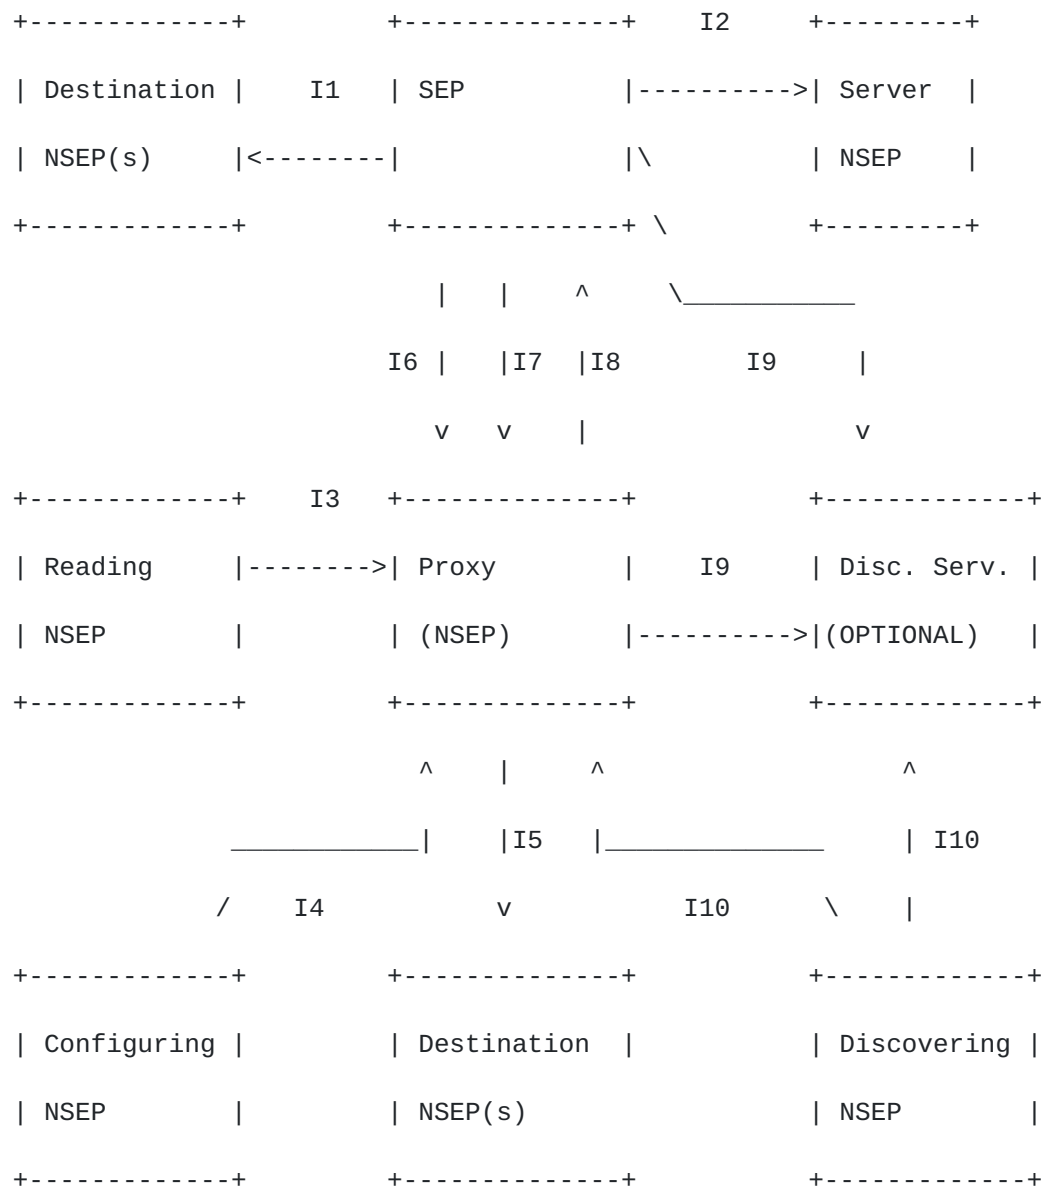 +-------------+         +--------------+    I2     +---------+
| Destination |    I1   | SEP          |---------->| Server  |
| NSEP(s)     |<--------|              |\          | NSEP    |
+-------------+         +--------------+ \         +---------+
                           |   |    ^     \___________
                        I6 |   |I7  |I8        I9     |
                           v   v    |                 v
+-------------+    I3   +--------------+           +-------------+
| Reading     |-------->| Proxy        |    I9     | Disc. Serv. |
| NSEP        |         | (NSEP)       |---------->|(OPTIONAL)   |
+-------------+         +--------------+           +-------------+
                          ^    |     ^                   ^
              ____________|    |I5   |______________     | I10
             /    I4           v           I10      \    |
+-------------+         +--------------+           +-------------+
| Configuring |         | Destination  |           | Discovering |
| NSEP        |         | NSEP(s)                  | NSEP        |
+-------------+         +--------------+           +-------------+